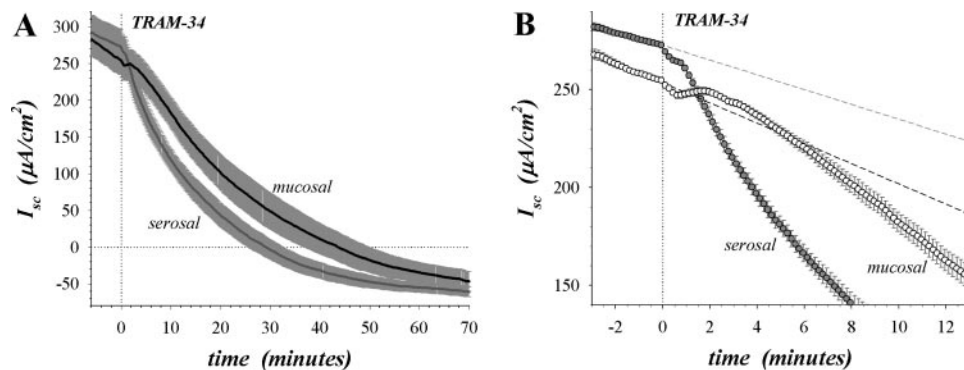 A
TRAM-34
300
250
200
150
100
50
0
-50
I_sc (μA/cm²)
mucosal
serosal
0 10 20 30 40 50 60 70
time (minutes)
B
TRAM-34
250
200
150
I_sc (μA/cm²)
serosal
mucosal
-2 0 2 4 6 8 10 12
time (minutes)